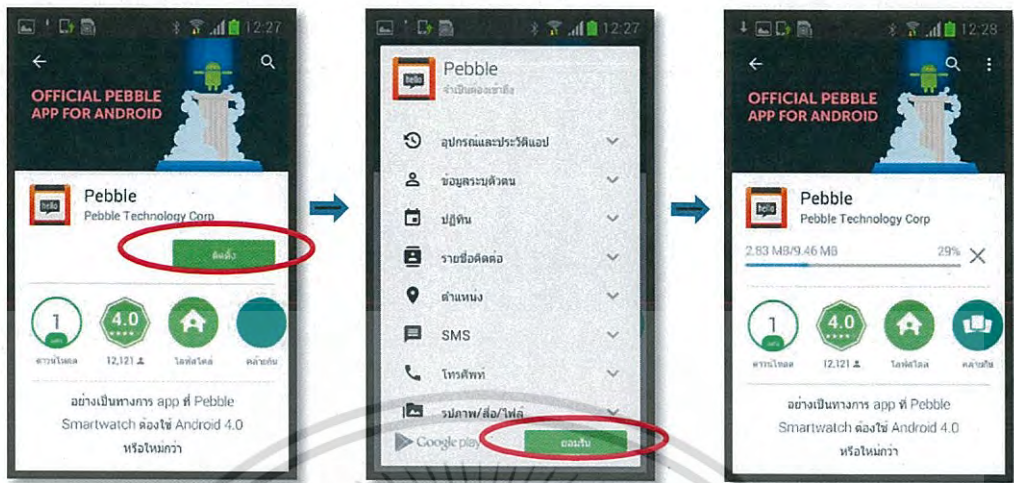 12:27
OFFICIAL PEBBLE
APP FOR ANDROID
hello
Pebble
Pebble Technology Corp
ติดตั้ง
1
4.0
ดาวน์โหลด
12,121
ไลฟ์สไตล์
คล้ายกัน
อย่างเป็นทางการ app ที่ Pebble
Smartwatch ต้องใช้ Android 4.0
หรือใหม่กว่า
12:27
hello
Pebble
จำเป็นต้องเข้าถึง
อุปกรณ์และประวัติแอป
ข้อมูลระบุตัวตน
ปฏิทิน
รายชื่อติดต่อ
ตำแหน่ง
SMS
โทรศัพท์
รูปภาพ/สื่อ/ไฟล์
Google play
ยอมรับ
12:28
OFFICIAL PEBBLE
APP FOR ANDROID
hello
Pebble
Pebble Technology Corp
2.83 MB/9.46 MB
29%
1
4.0
ดาวน์โหลด
12,121
ไลฟ์สไตล์
คล้ายกัน
อย่างเป็นทางการ app ที่ Pebble
Smartwatch ต้องใช้ Android 4.0
หรือใหม่กว่า